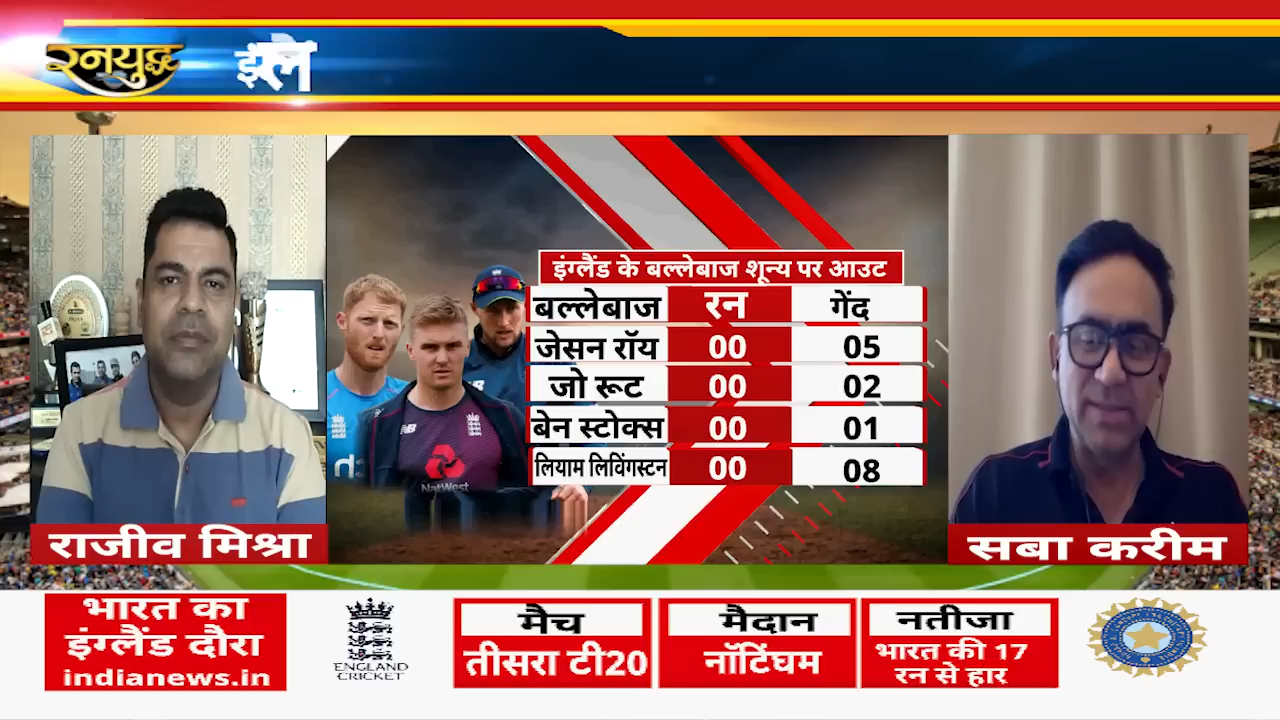 रनयुद्ध
इंग्लैंड के बल्लेबाज शून्य पर आउट
बल्लेबाज रन गेंद
जेसन रॉय 00 05
जो रूट 00 02
बेन स्टोक्स 00 01
लियाम लिविंगस्टन 00 08
NatWest
राजीव मिश्रा
सबा करीम
भारत का
इंग्लैंड दौरा
indianews.in
ENGLAND
CRICKET
मैच
तीसरा टी20
मैदान
नॉटिंघम
नतीजा
भारत की 17
रन से हार